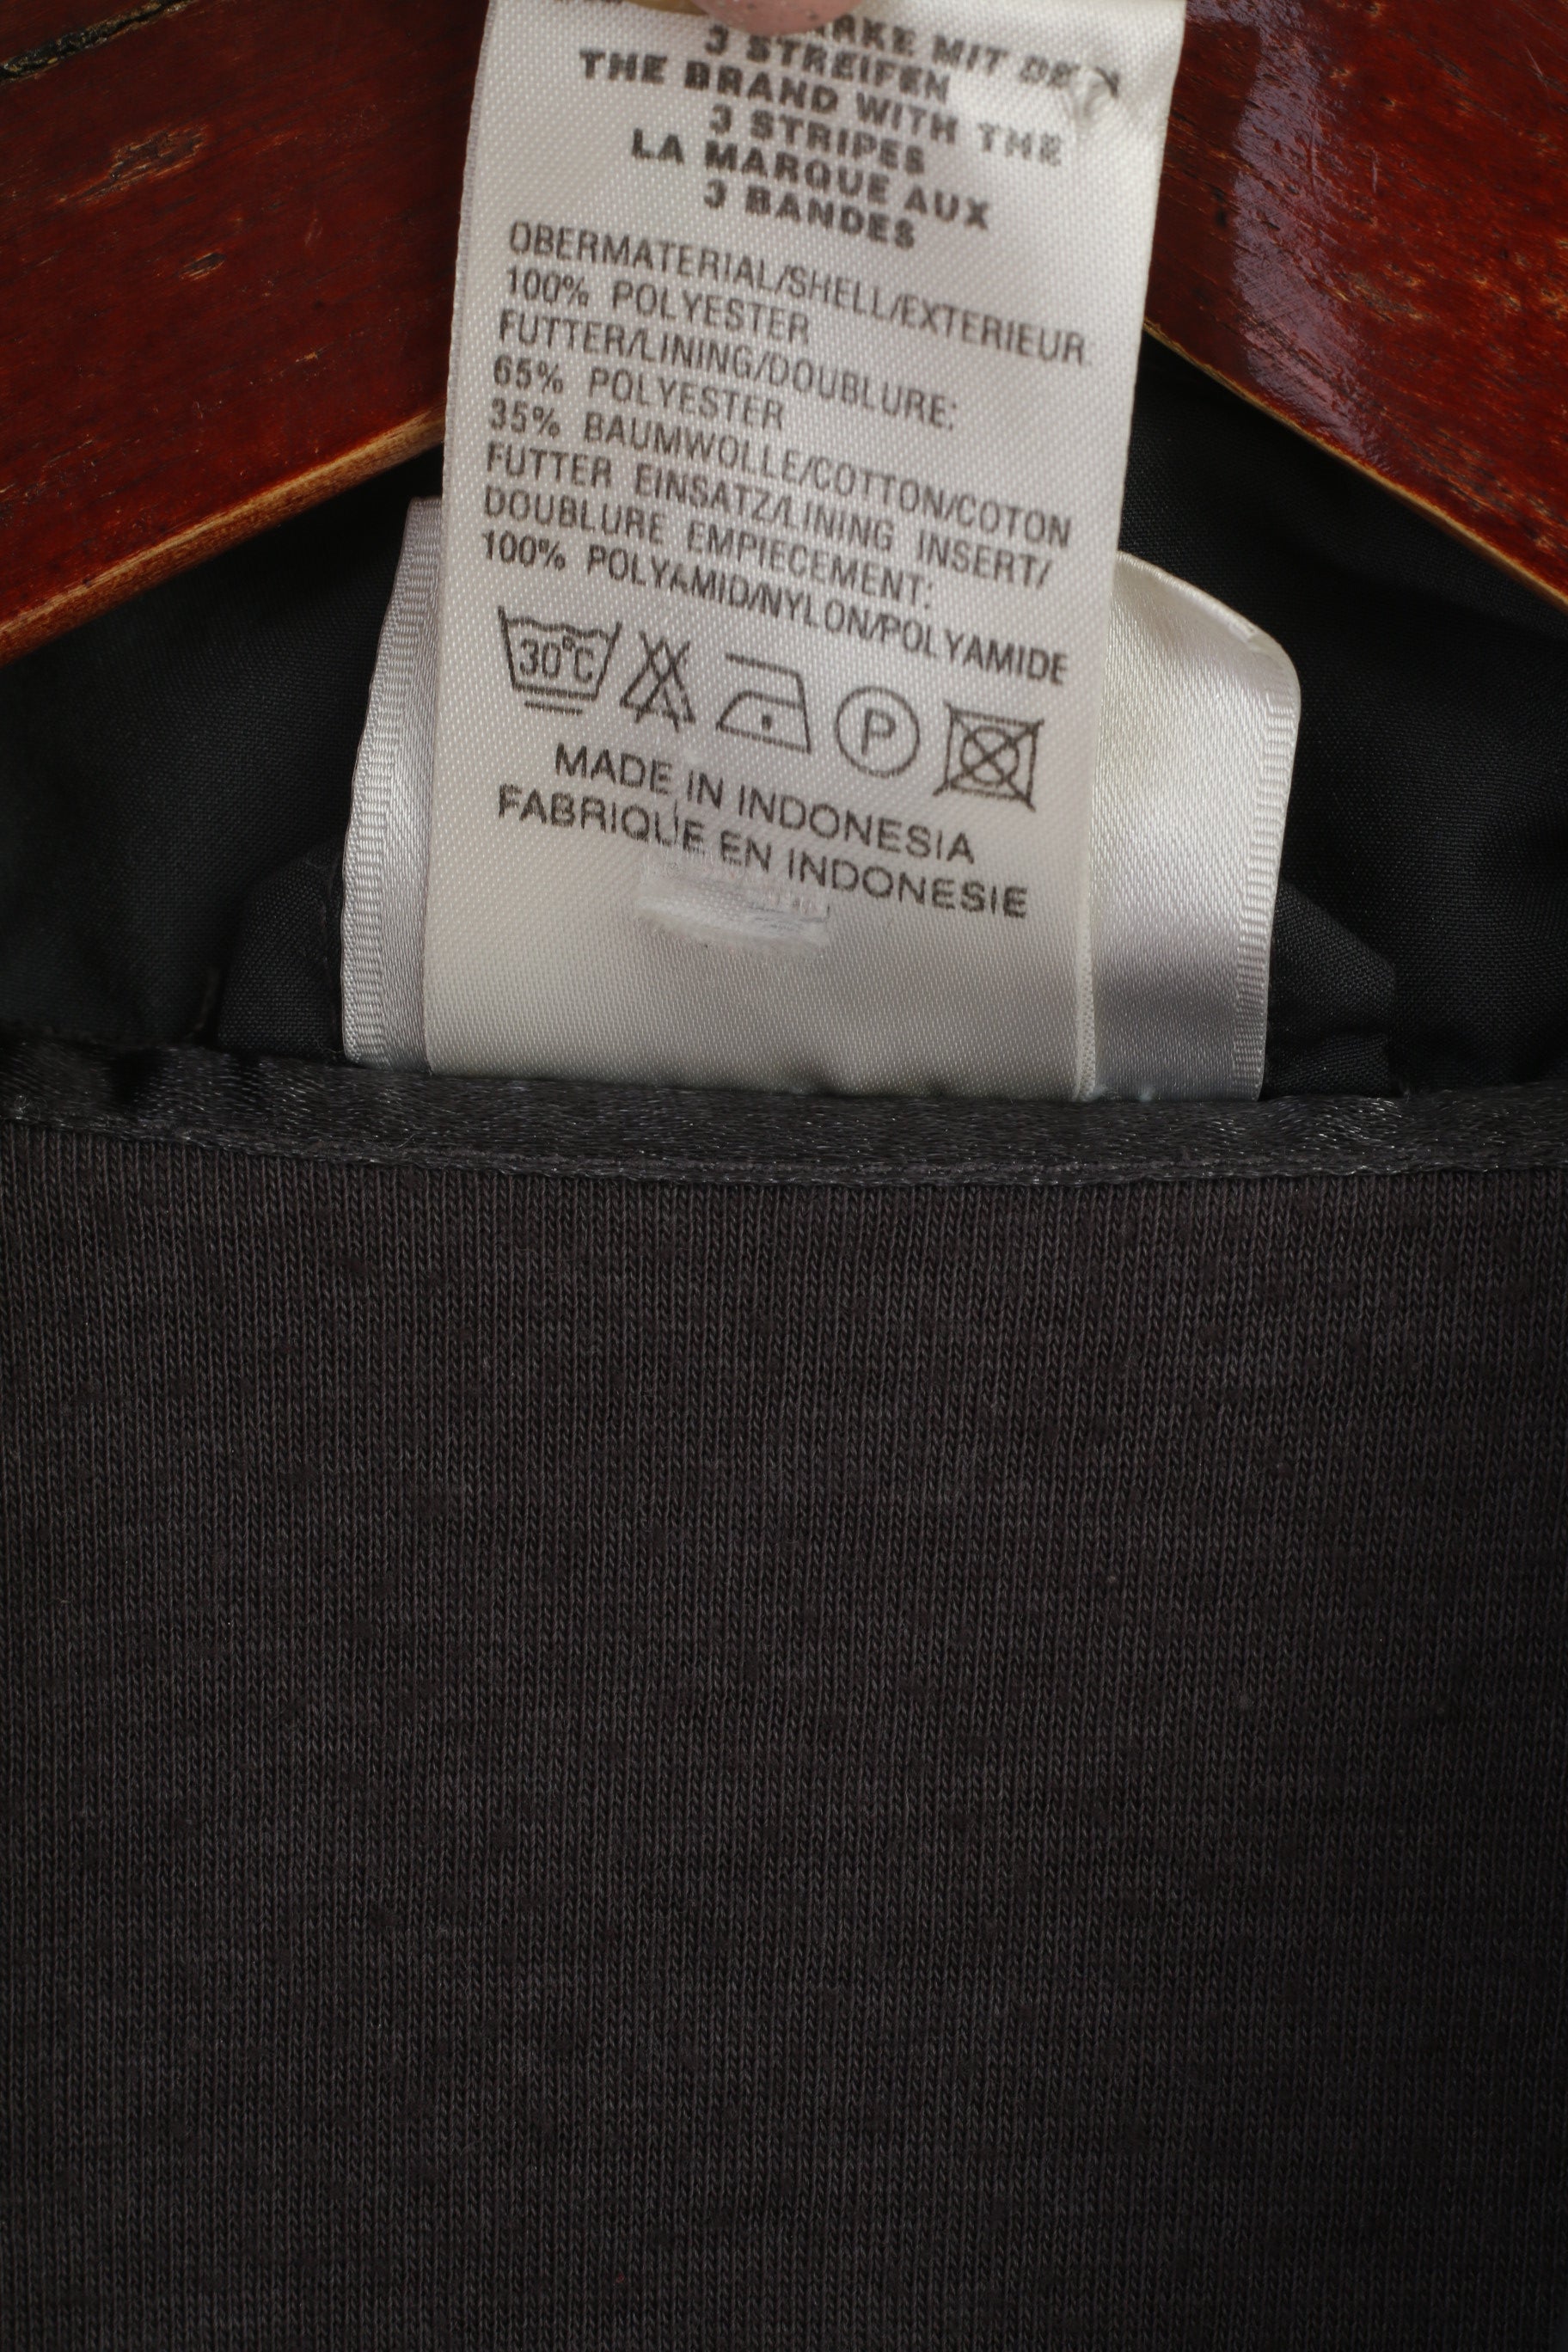 MIT DEN
3 STREIFEN
THE BRAND WITH THE
3 STRIPES
LA MARQUE AUX
3 BANDES
OBERMATERIAL/SHELL/EXTERIEUR
100% POLYESTER
FUTTER/LINING/DOUBLURE:
65% POLYESTER
35% BAUMWOLLE/COTTON/COTON
FUTTER EINSATZ/LINING INSERT/
DOUBLURE EMPIECEMENT:
100% POLYAMID/NYLON/POLYAMIDE
30°C
P
MADE IN INDONESIA
FABRIQUE EN INDONESIE